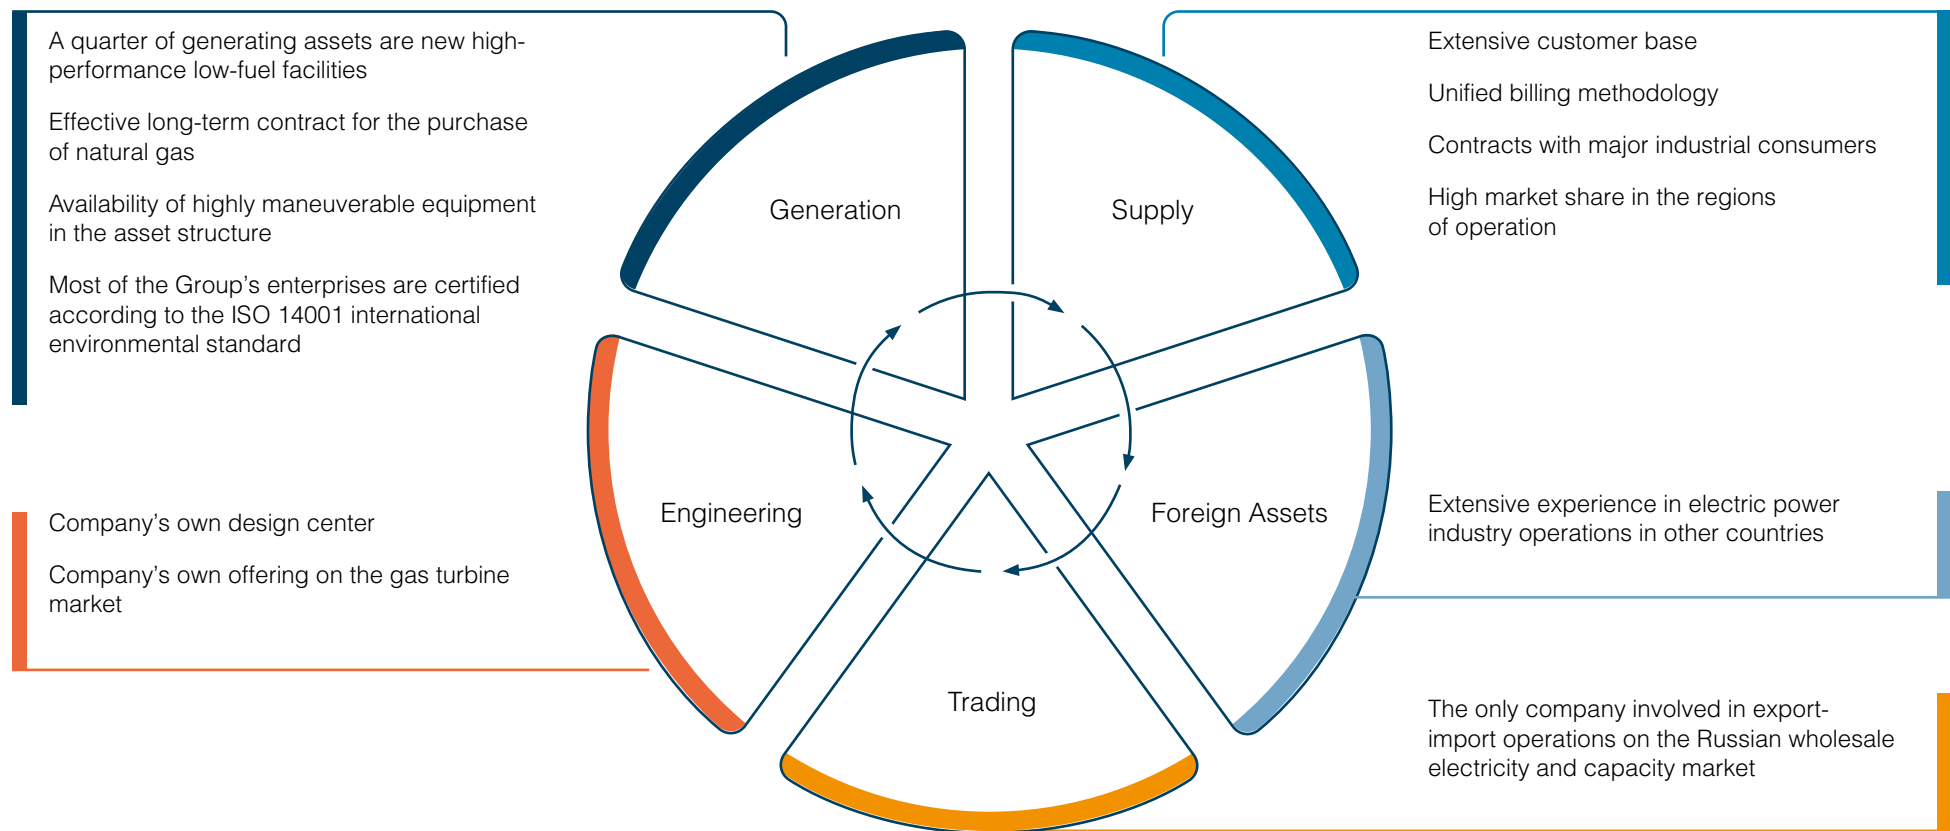 A quarter of generating assets are new high-
performance low-fuel facilities
Effective long-term contract for the purchase
of natural gas
Availability of highly maneuverable equipment
in the asset structure
Most of the Group’s enterprises are certified
according to the ISO 14001 international
environmental standard
Generation
Supply
Extensive customer base
Unified billing methodology
Contracts with major industrial consumers
High market share in the regions
of operation
Company’s own design center
Company’s own offering on the gas turbine
market
Engineering
Foreign Assets
Extensive experience in electric power
industry operations in other countries
Trading
The only company involved in export-
import operations on the Russian wholesale
electricity and capacity market